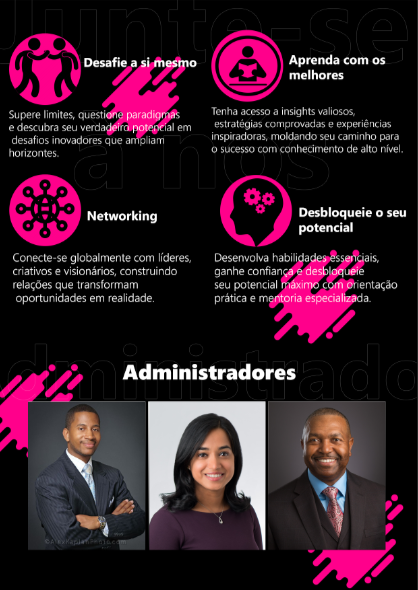 Junte-se
a nós
Desafie a si mesmo
Supere limites, questione paradigmas
e descubra seu verdadeiro potencial em
desafios inovadores que ampliam
horizontes.
Aprenda com os
melhores
Tenha acesso a insights valiosos,
estratégias comprovadas e experiências
inspiradoras, moldando seu caminho para
o sucesso com conhecimento de alto nível.
Networking
Conecte-se globalmente com líderes,
criativos e visionários, construindo
relações que transformam
oportunidades em realidade.
Desbloqueie o seu
potencial
Desenvolva habilidades essenciais,
ganhe confiança e desbloqueie
seu potencial máximo com orientação
prática e mentoria especializada.
dministrado
Administradores